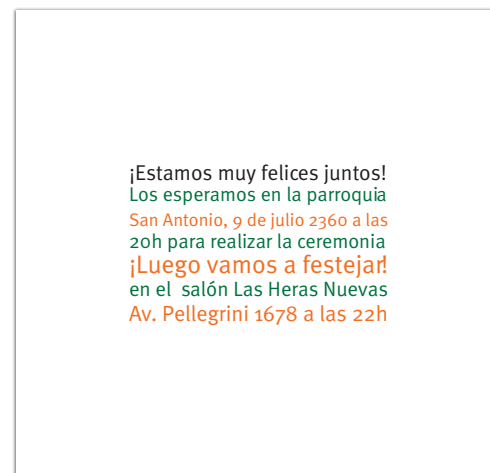 ¡Estamos muy felices juntos!
Los esperamos en la parroquia
San Antonio, 9 de julio 2360 a las
20h para realizar la ceremonia
¡Luego vamos a festejar!
en el salón Las Heras Nuevas
Av. Pellegrini 1678 a las 22h